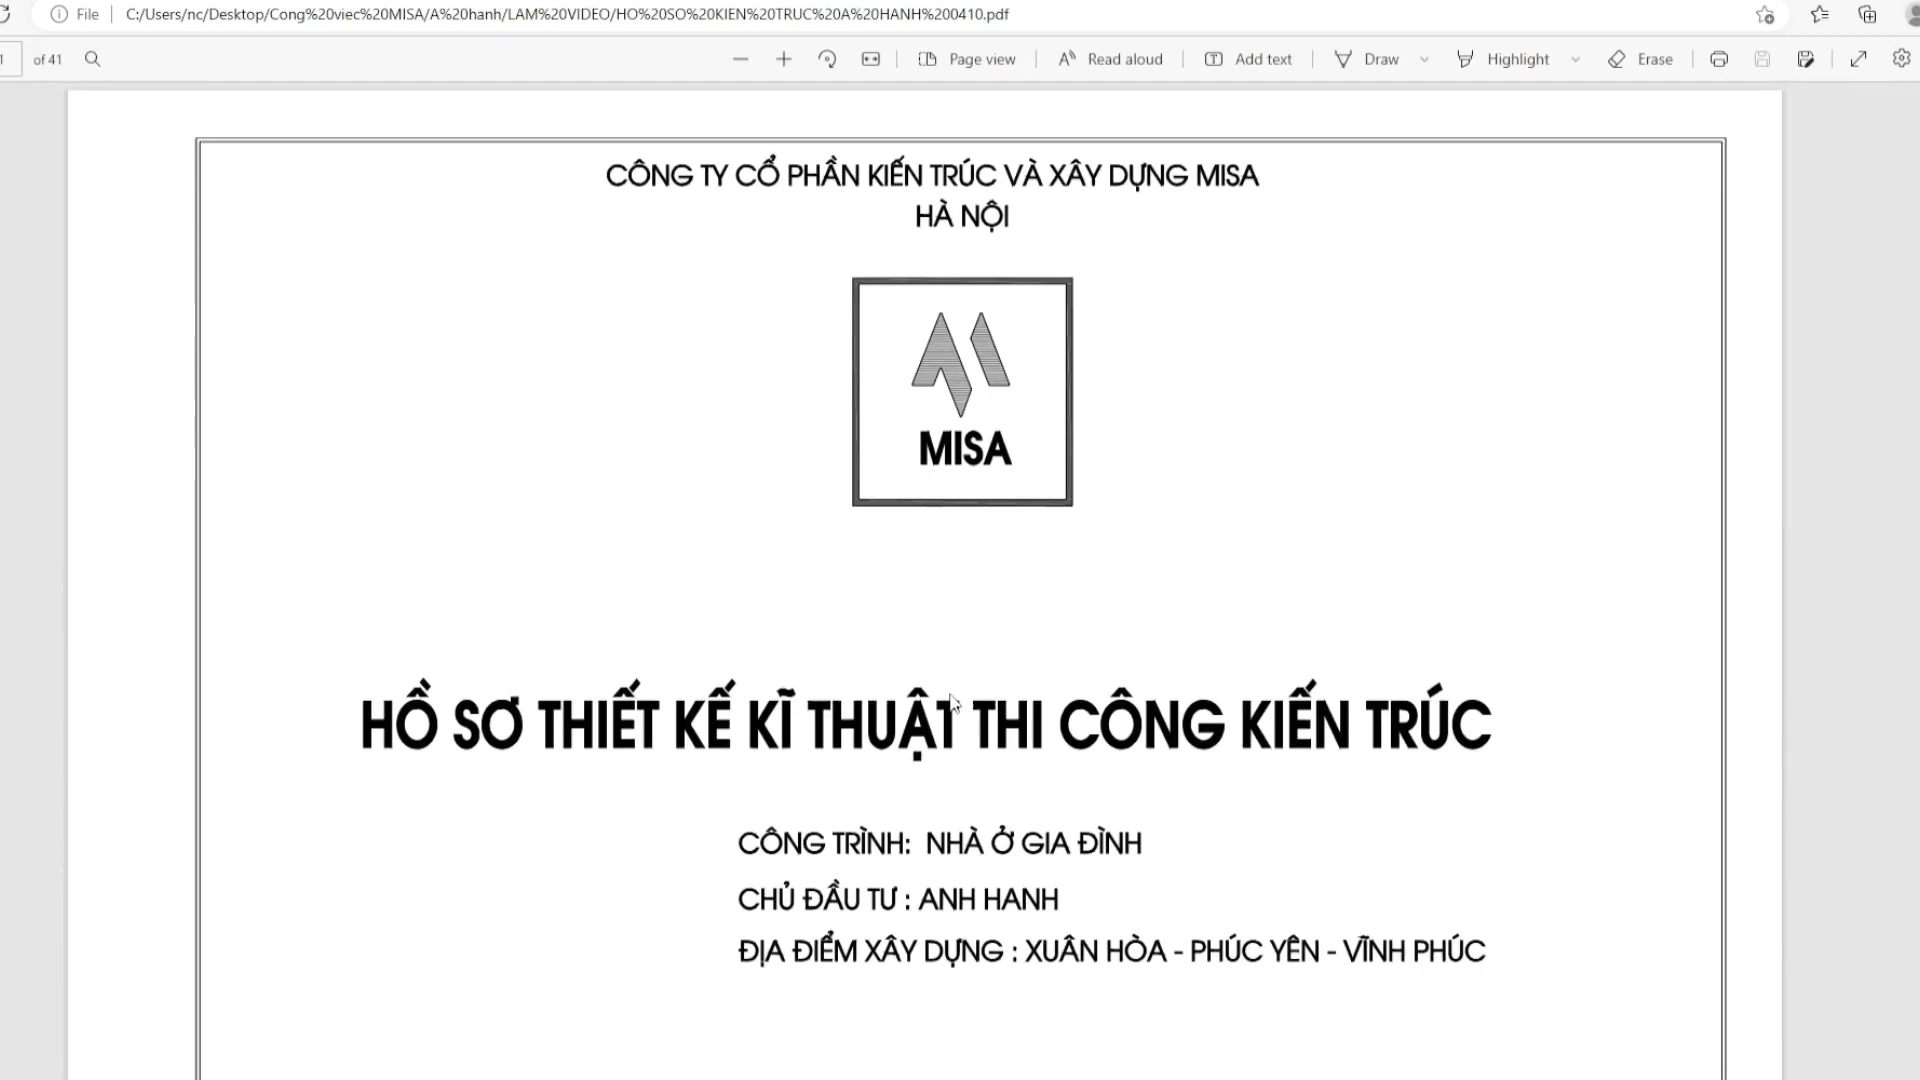 File C:/Users/nc/Desktop/Cong%20viec%20MISA/A%20hanh/LAM%20VIDEO/HO%20SO%20KIEN%20TRUC%20A%20HANH%200410.pdf
1 of 41 Page view Read aloud Add text Draw Highlight Erase
CÔNG TY CỔ PHẦN KIẾN TRÚC VÀ XÂY DỰNG MISA
HÀ NỘI
MISA
HỒ SƠ THIẾT KẾ KĨ THUẬT THI CÔNG KIẾN TRÚC
CÔNG TRÌNH: NHÀ Ở GIA ĐÌNH
CHỦ ĐẦU TƯ : ANH HANH
ĐỊA ĐIỂM XÂY DỰNG : XUÂN HÒA - PHÚC YÊN - VĨNH PHÚC